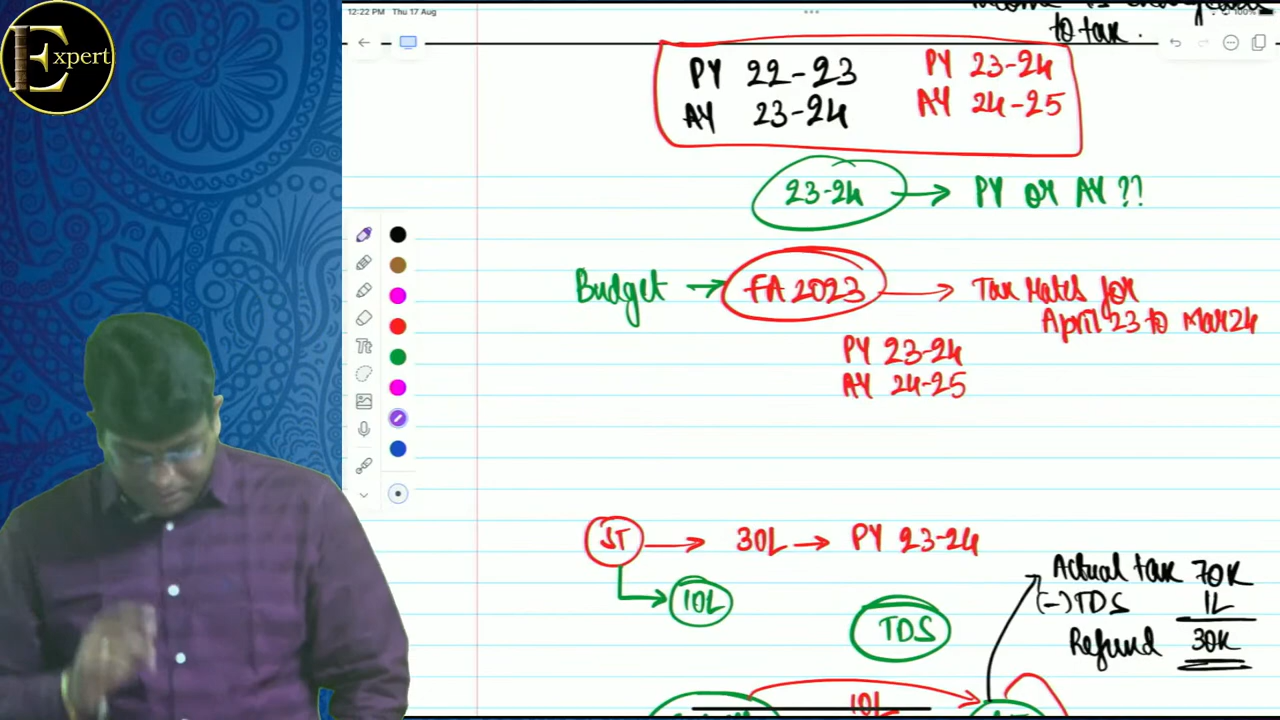 Expert
12:22 PM Thu 17 Aug
100%
to tax.
PY 22-23 PY 23-24
AY 23-24 AY 24-25
23-24 → PY or AY ??
Budget → FA 2023 → Tax rates for
April 23 to Mar 24
PY 23-24
AY 24-25
Tt
ST → 30L → PY 23-24
10L
TDS
Actual tax 70K
(-) TDS 1L
Refund 30K
10L